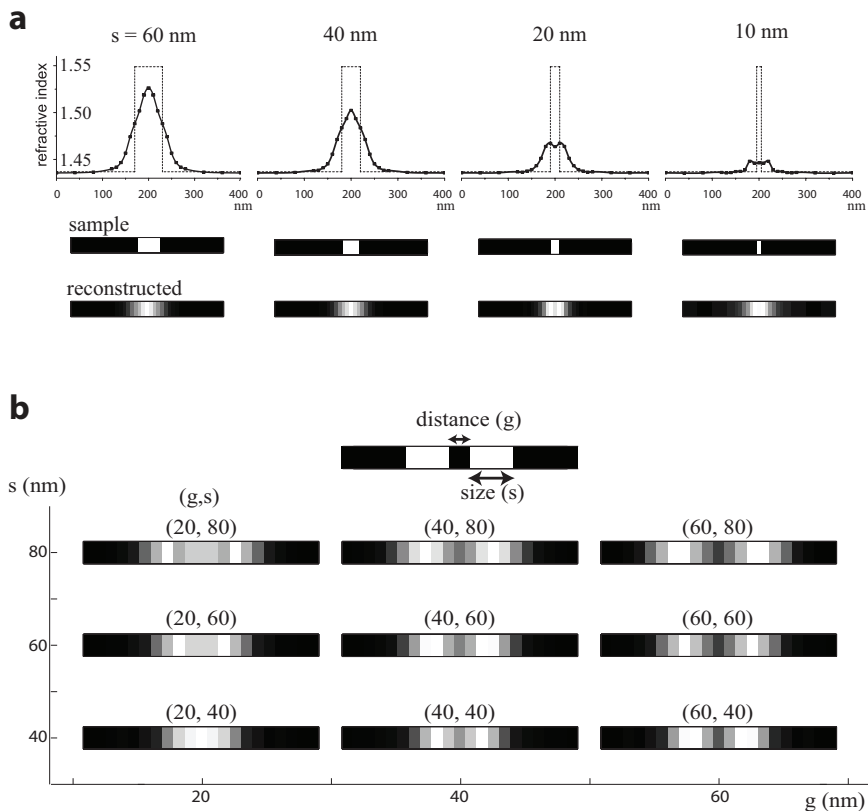 a
s = 60 nm 40 nm 20 nm 10 nm
1.55
1.50
1.45
refractive index
0 100 200 300 400 0 100 200 300 400 0 100 200 300 400 0 100 200 300 400
nm nm nm nm
sample
reconstructed
b
distance (g)
size (s)
s (nm)
(g,s)
(20, 80) (40, 80) (60, 80)
80
(20, 60) (40, 60) (60, 60)
60
(20, 40) (40, 40) (60, 40)
40
20 40 60
g (nm)